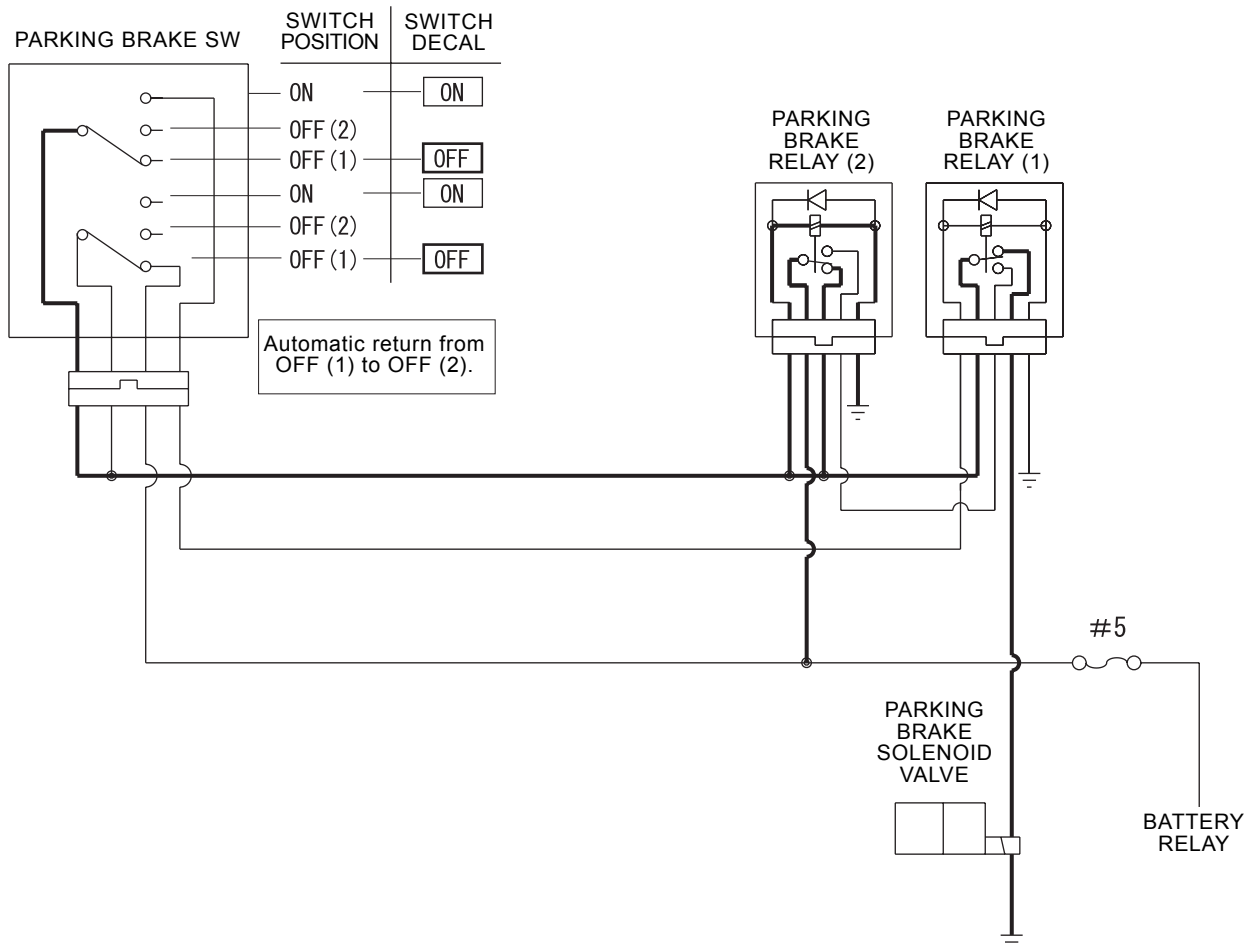 PARKING BRAKE SW
SWITCH
POSITION
SWITCH
DECAL
ON
ON
OFF (2)
OFF (1)
OFF
ON
ON
OFF (2)
OFF (1)
OFF
Automatic return from
OFF (1) to OFF (2).
PARKING
BRAKE
RELAY (2)
PARKING
BRAKE
RELAY (1)
#5
PARKING
BRAKE
SOLENOID
VALVE
BATTERY
RELAY